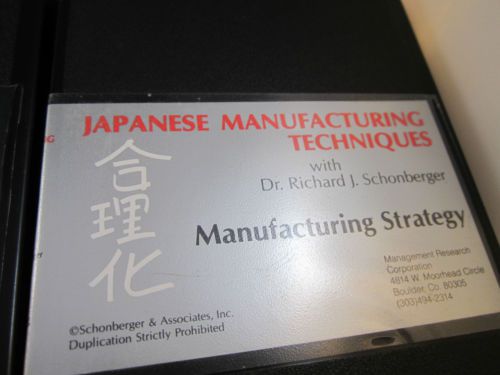 JAPANESE MANUFACTURING
TECHNIQUES
with
Dr. Richard J. Schonberger
合理化
Manufacturing Strategy
Management Research
Corporation
4814 W. Moorhead Circle
Boulder, Co. 80305
(303)494-2314
©Schonberger & Associates, Inc.
Duplication Strictly Prohibited
G